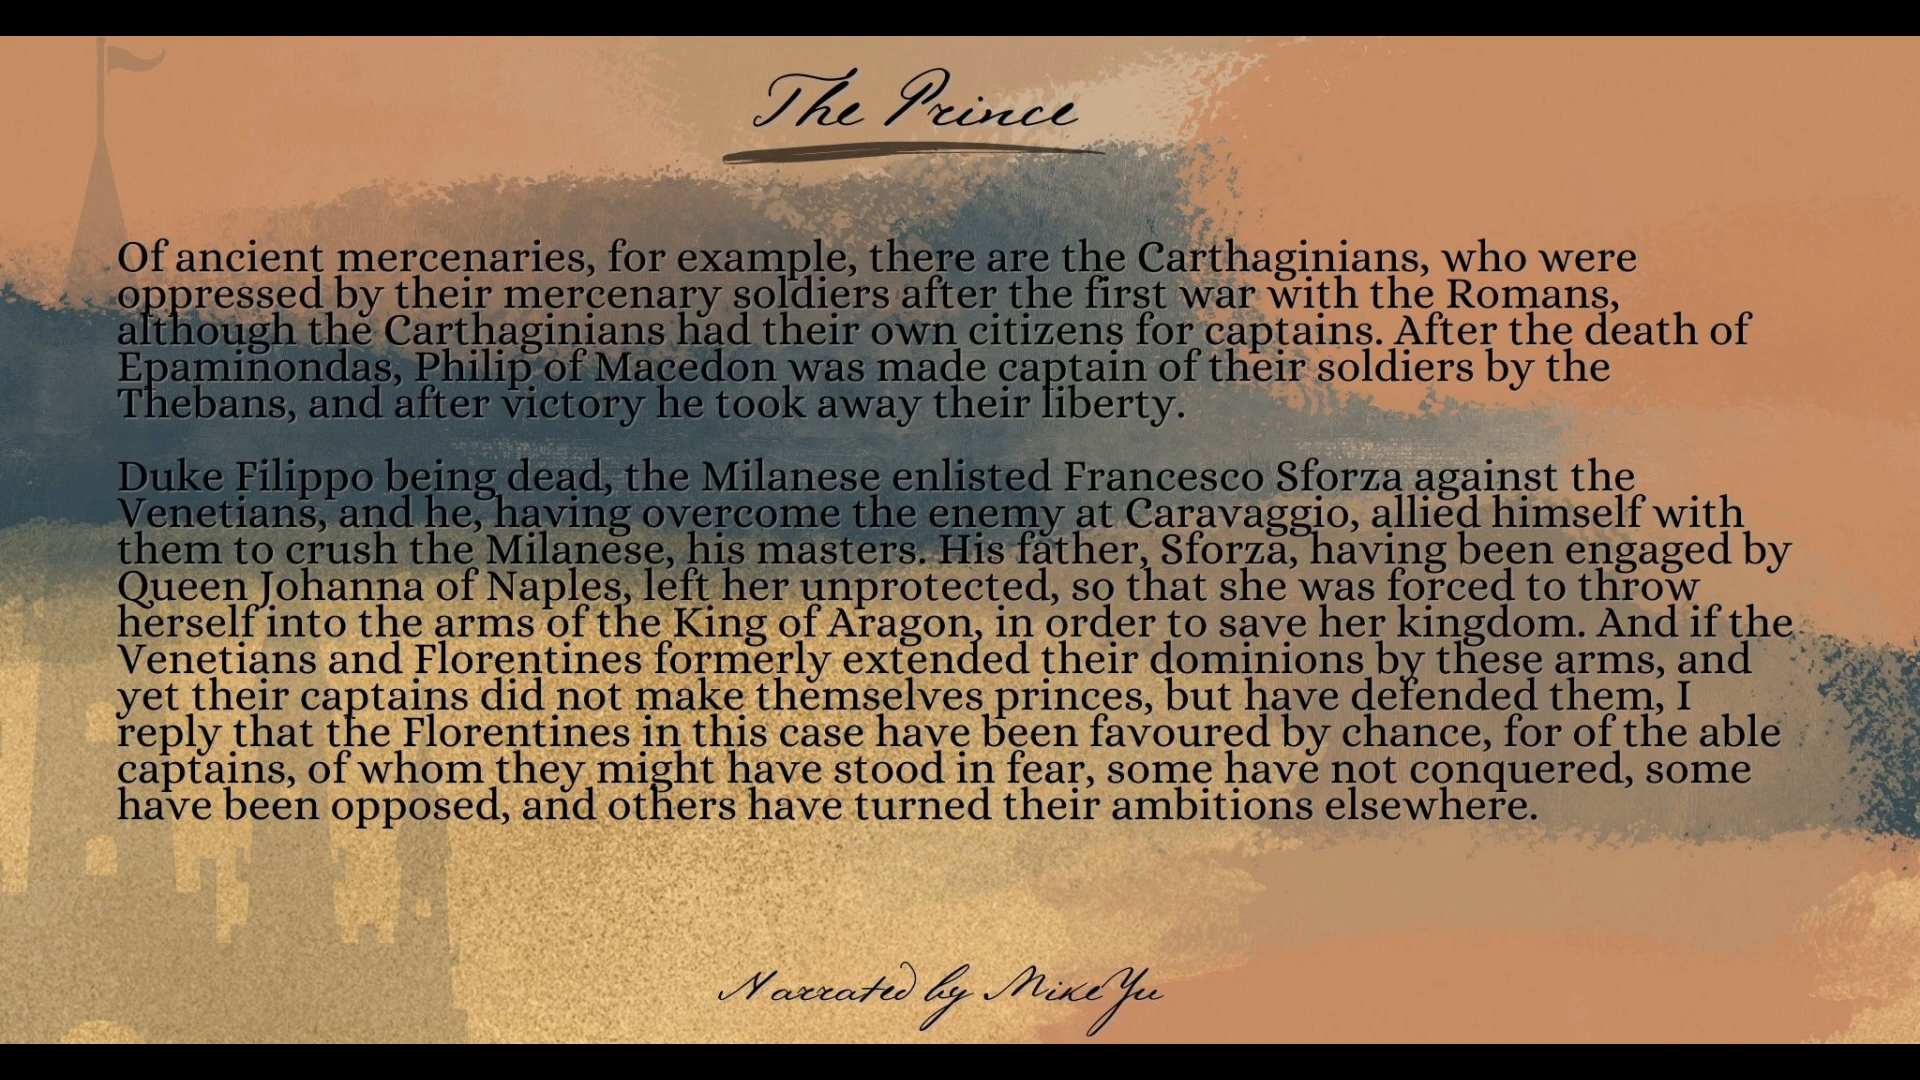 The Prince
Of ancient mercenaries, for example, there are the Carthaginians, who were
oppressed by their mercenary soldiers after the first war with the Romans,
although the Carthaginians had their own citizens for captains. After the death of
Epaminondas, Philip of Macedon was made captain of their soldiers by the
Thebans, and after victory he took away their liberty.
Duke Filippo being dead, the Milanese enlisted Francesco Sforza against the
Venetians, and he, having overcome the enemy at Caravaggio, allied himself with
them to crush the Milanese, his masters. His father, Sforza, having been engaged by
Queen Johanna of Naples, left her unprotected, so that she was forced to throw
herself into the arms of the King of Aragon, in order to save her kingdom. And if the
Venetians and Florentines formerly extended their dominions by these arms, and
yet their captains did not make themselves princes, but have defended them, I
reply that the Florentines in this case have been favoured by chance, for of the able
captains, of whom they might have stood in fear, some have not conquered, some
have been opposed, and others have turned their ambitions elsewhere.
Narrated by Mike Yu